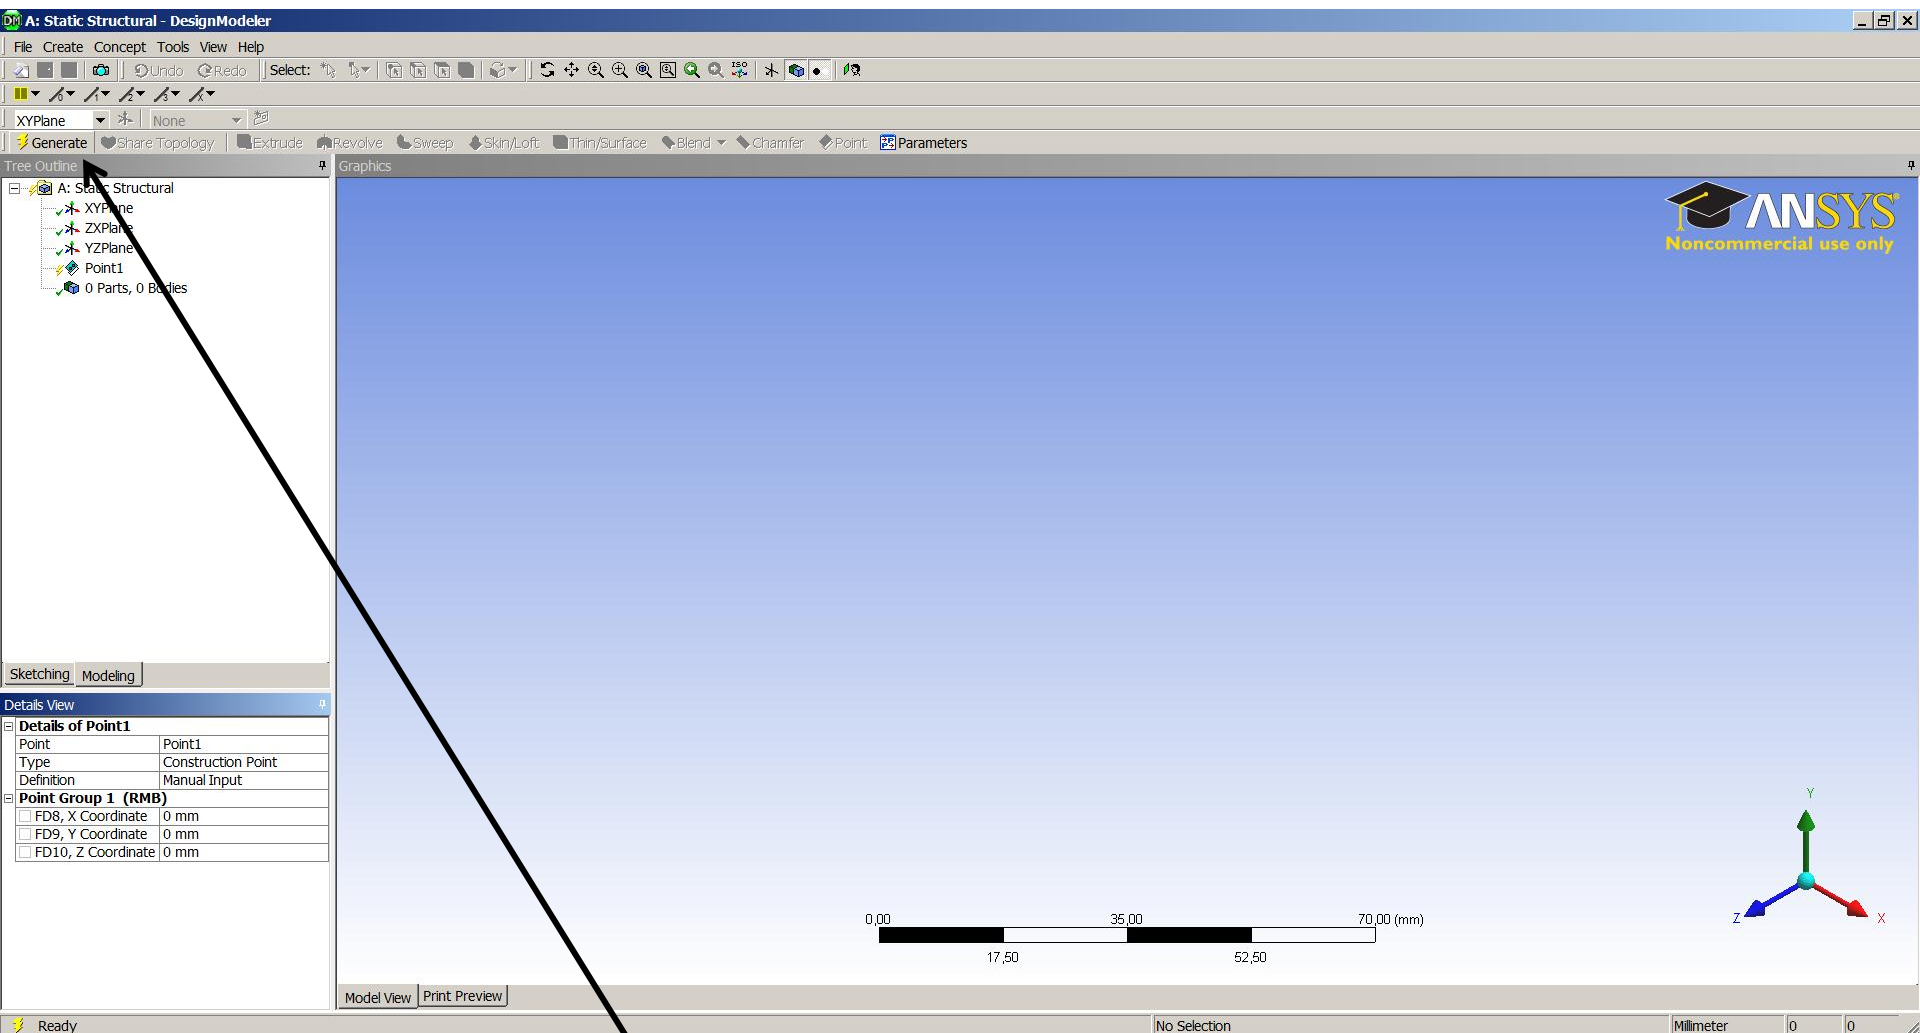 A: Static Structural - DesignModeler
File Create Concept Tools View Help
Undo Redo Select: ISO
0 1 2 3 x
XYPlane None
Generate Share Topology Extrude Revolve Sweep Skin/Loft Thin/Surface Blend Chamfer Point Parameters
Tree Outline
Graphics
A: Static Structural
XYPlane
ZXPlane
YZPlane
Point1
0 Parts, 0 Bodies
ANSYS
Noncommercial use only
Sketching Modeling
Details View
Details of Point1
Point Point1
Type Construction Point
Definition Manual Input
Point Group 1 (RMB)
FD8, X Coordinate 0 mm
FD9, Y Coordinate 0 mm
FD10, Z Coordinate 0 mm
Y
Z X
0,00 35,00 70,00 (mm)
17,50 52,50
Model View Print Preview
Ready No Selection Millimeter 0 0